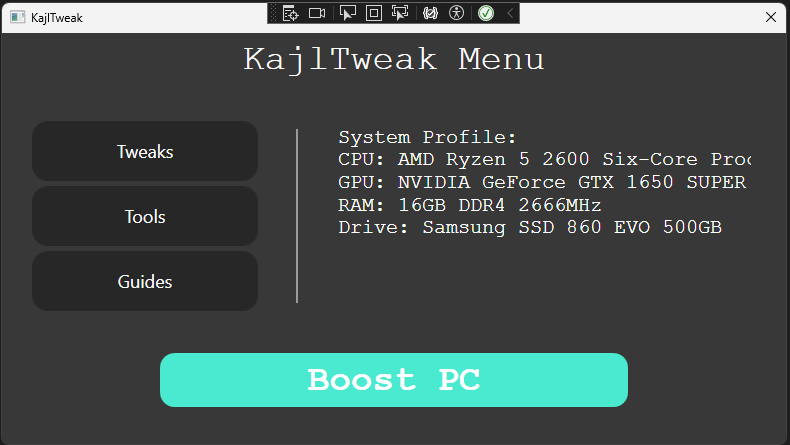 KajlTweak
KajlTweak Menu
Tweaks
Tools
Guides
System Profile:
CPU: AMD Ryzen 5 2600 Six-Core Proc
GPU: NVIDIA GeForce GTX 1650 SUPER
RAM: 16GB DDR4 2666MHz
Drive: Samsung SSD 860 EVO 500GB
Boost PC